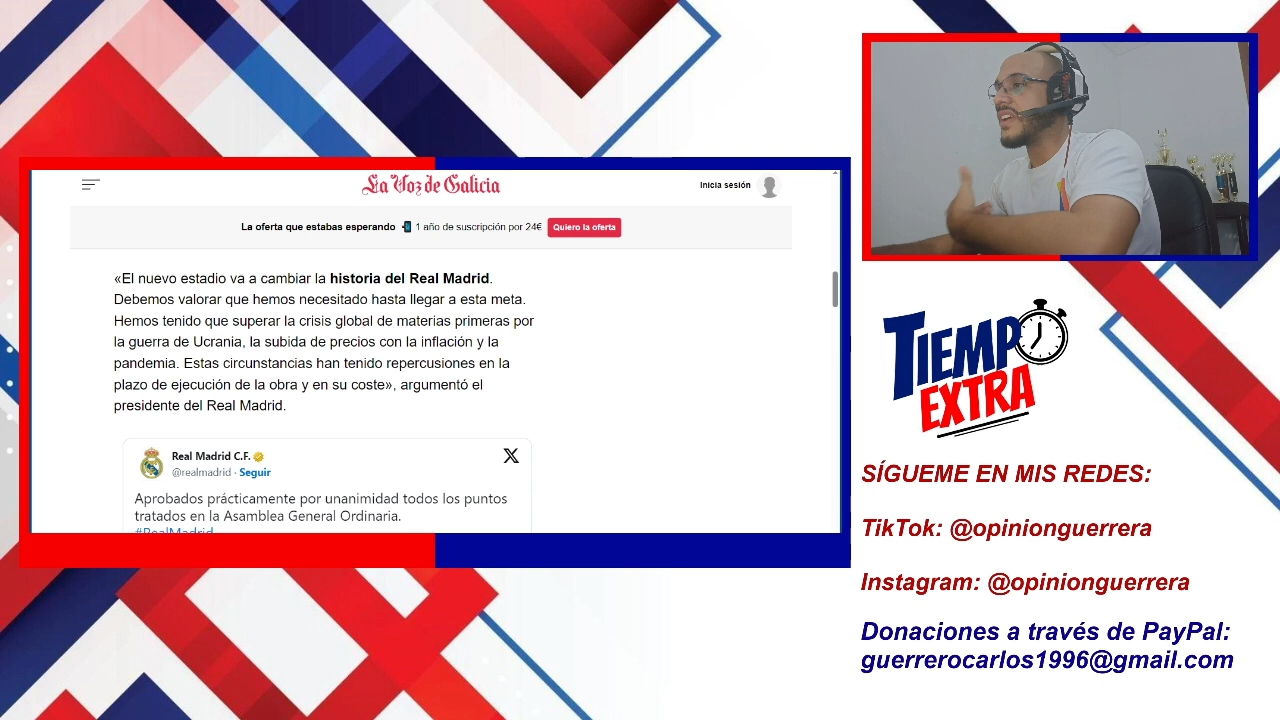 La Voz de Galicia
Inicia sesión
La oferta que estabas esperando 1 año de suscripción por 24€ Quiero la oferta
«El nuevo estadio va a cambiar la historia del Real Madrid.
Debemos valorar que hemos necesitado hasta llegar a esta meta.
Hemos tenido que superar la crisis global de materias primeras por
la guerra de Ucrania, la subida de precios con la inflación y la
pandemia. Estas circunstancias han tenido repercusiones en la
plazo de ejecución de la obra y en su coste», argumentó el
presidente del Real Madrid.
Real Madrid C.F.
@realmadrid · Seguir
Aprobados prácticamente por unanimidad todos los puntos
tratados en la Asamblea General Ordinaria.
#RealMadrid
TIEMPO
EXTRA
SÍGUEME EN MIS REDES:
TikTok: @opinionguerrera
Instagram: @opinionguerrera
Donaciones a través de PayPal:
guerrerocarlos1996@gmail.com